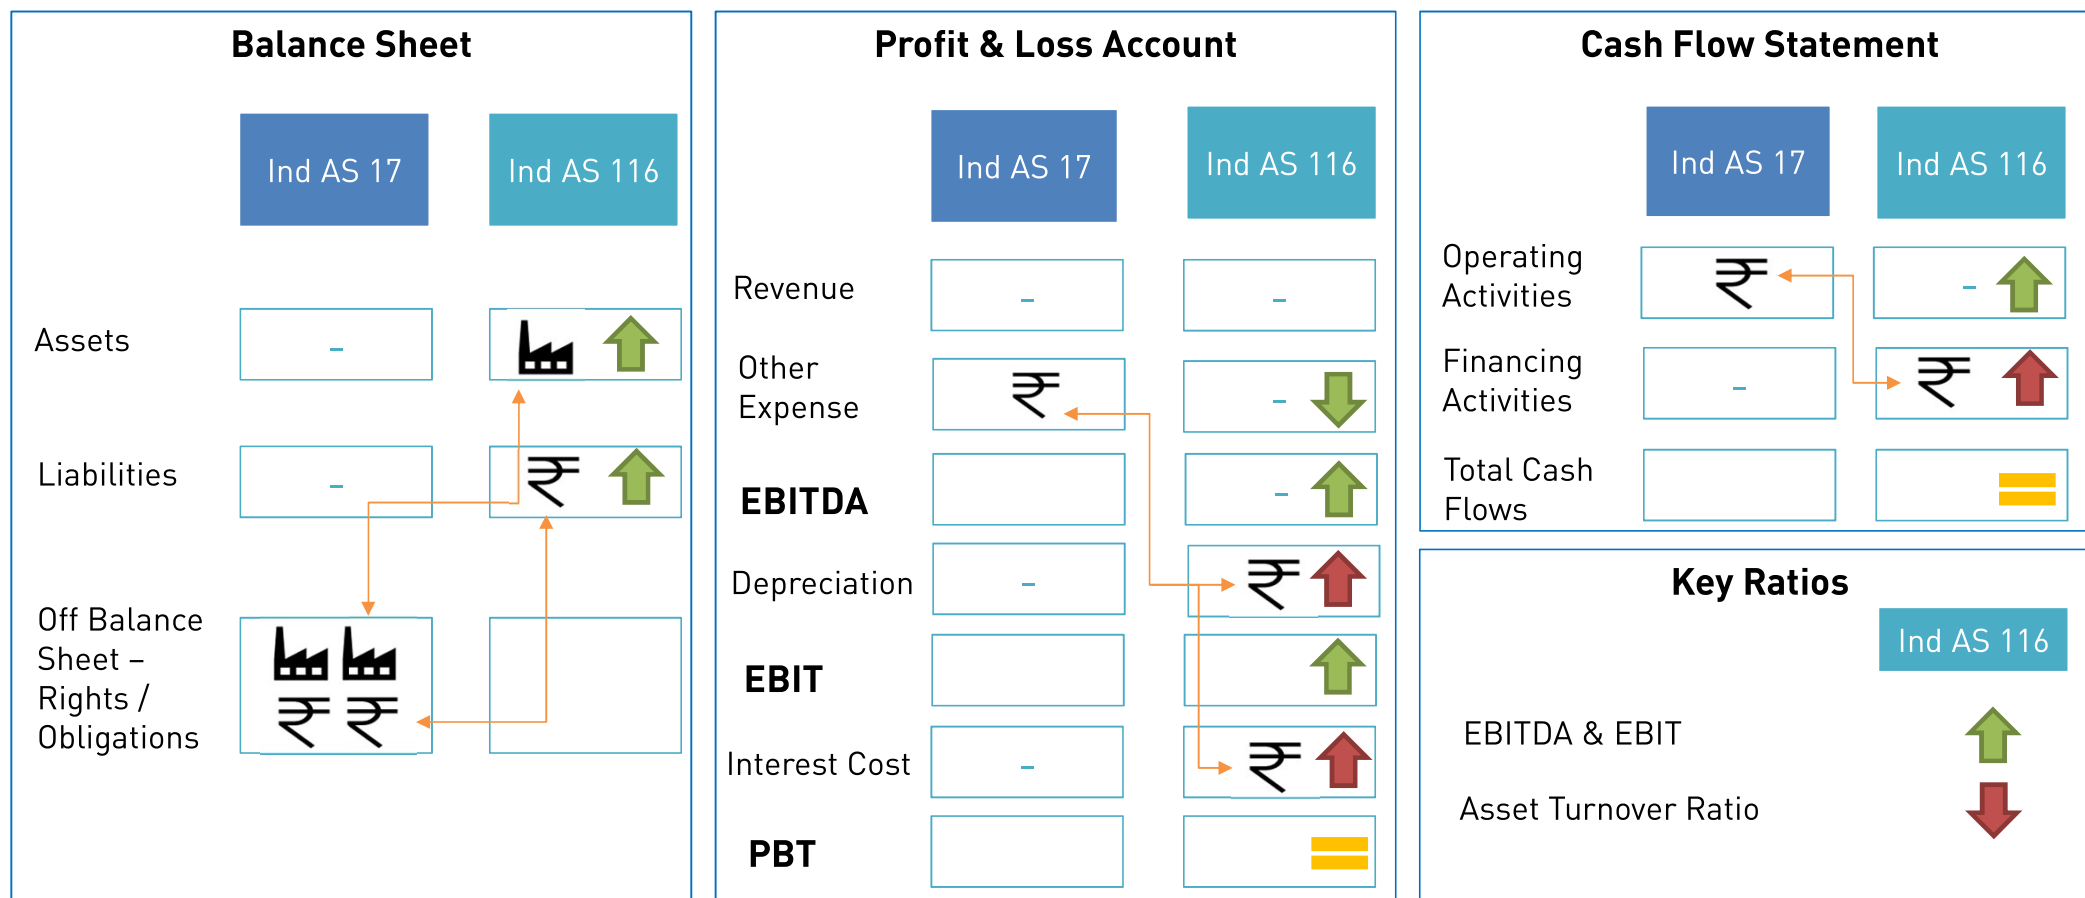 Balance Sheet
Ind AS 17
Ind AS 116
Assets
–
₹
Liabilities
–
₹
Off Balance
Sheet –
Rights /
Obligations
₹ ₹
Profit & Loss Account
Ind AS 17
Ind AS 116
Revenue
–
–
Other
Expense
₹
–
EBITDA
–
Depreciation
–
₹
EBIT
Interest Cost
–
₹
PBT
Cash Flow Statement
Ind AS 17
Ind AS 116
Operating
Activities
₹
–
Financing
Activities
–
₹
Total Cash
Flows
Key Ratios
Ind AS 116
EBITDA & EBIT
Asset Turnover Ratio